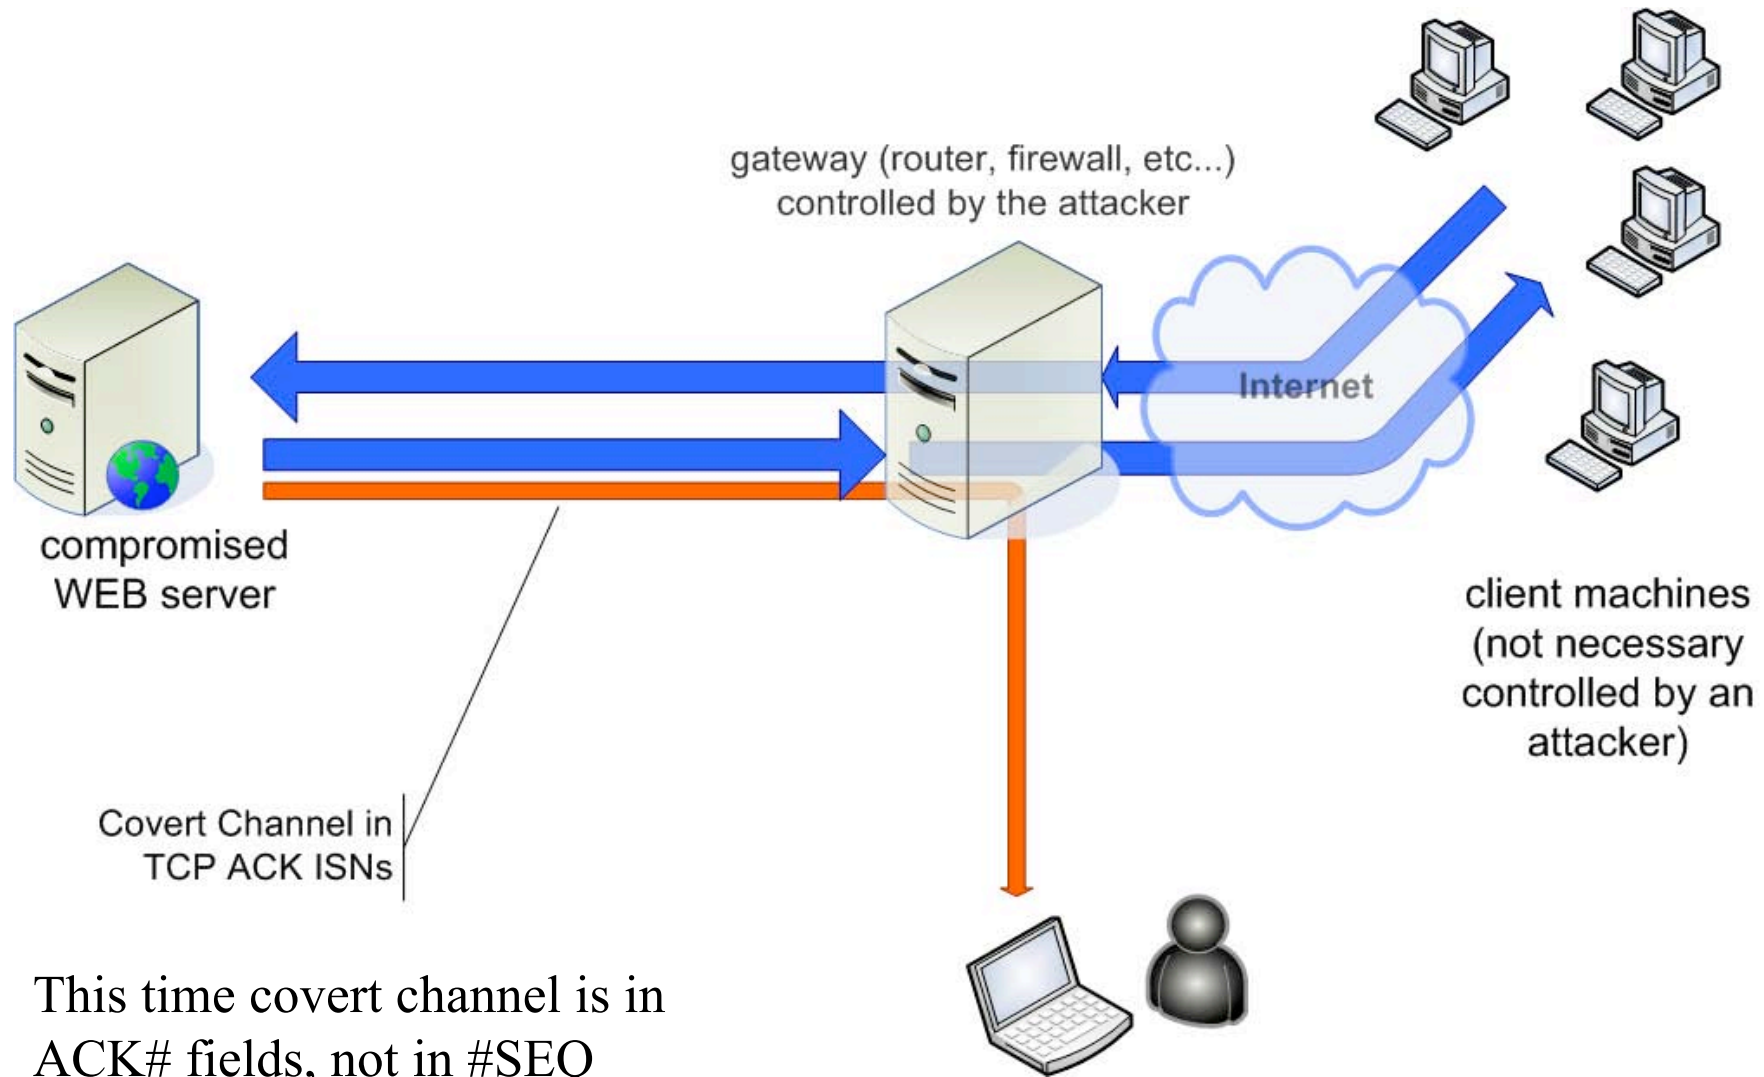 gateway (router, firewall, etc...)
controlled by the attacker
Internet
compromised
WEB server
client machines
(not necessary
controlled by an
attacker)
Covert Channel in
TCP ACK ISNs
This time covert channel is in
ACK# fields, not in #SEO